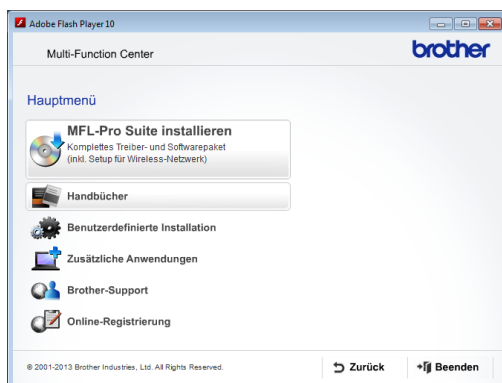 Adobe Flash Player 10
Multi-Function Center
brother
Hauptmenü
MFL-Pro Suite installieren
Komplettes Treiber- und Softwarepaket
(inkl. Setup für Wireless-Netzwerk)
Handbücher
Benutzerdefinierte Installation
Zusätzliche Anwendungen
Brother-Support
Online-Registrierung
© 2001-2013 Brother Industries, Ltd. All Rights Reserved.
Zurück
Beenden